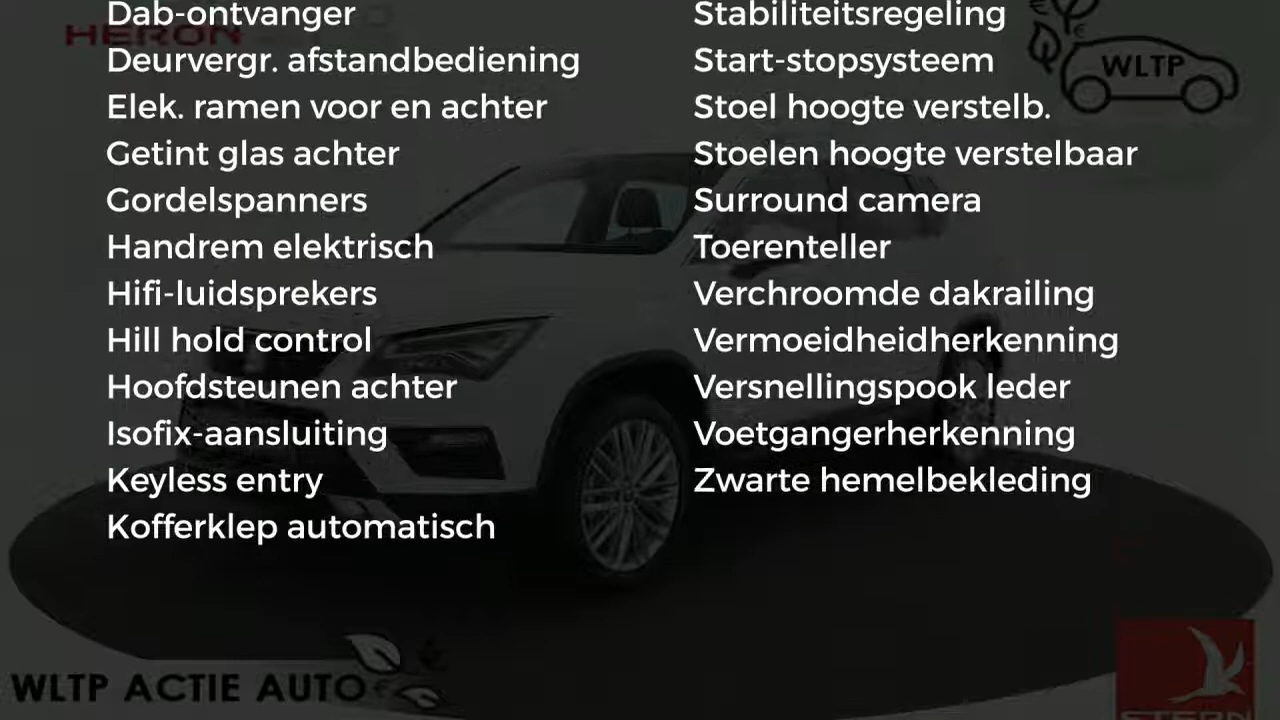 HERON
Dab-ontvanger
Deurvergr. afstandbediening
Elek. ramen voor en achter
Getint glas achter
Gordelspanners
Handrem elektrisch
Hifi-luidsprekers
Hill hold control
Hoofdsteunen achter
Isofix-aansluiting
Keyless entry
Kofferklep automatisch
Stabiliteitsregeling
Start-stopsysteem
Stoel hoogte verstelb.
Stoelen hoogte verstelbaar
Surround camera
Toerenteller
Verchroomde dakrailing
Vermoeidheidherkenning
Versnellingspook leder
Voetgangerherkenning
Zwarte hemelbekleding
WLTP
WLTP ACTIE AUTO
STERN